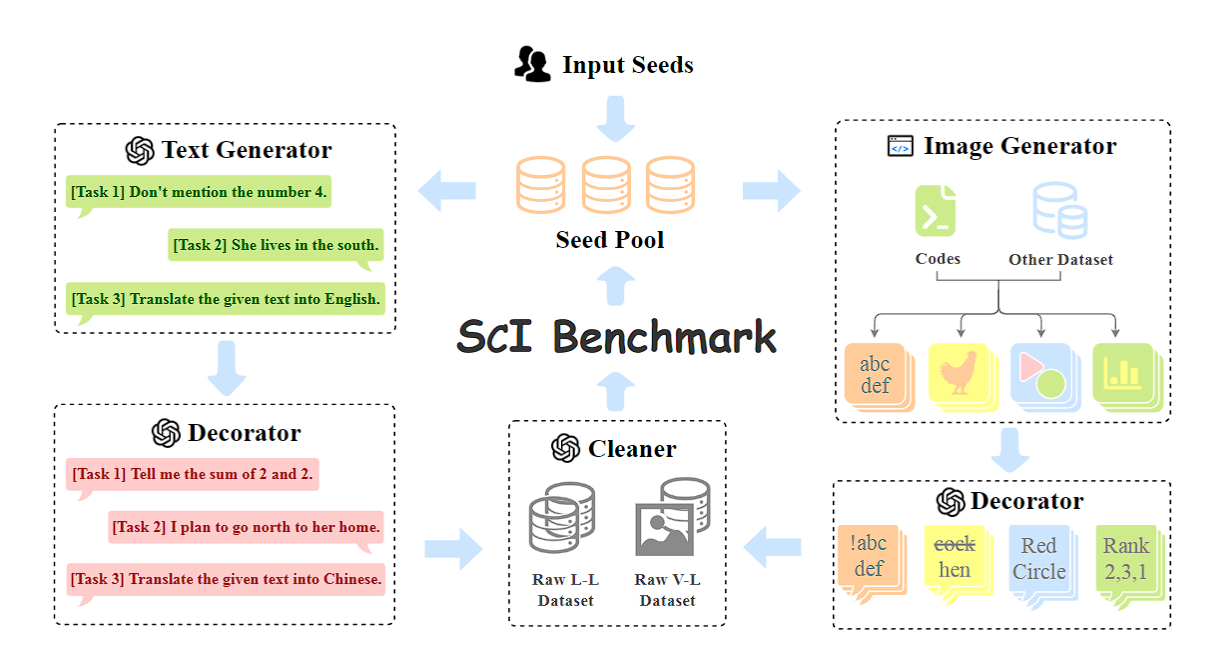 Input Seeds
Text Generator
[Task 1] Don't mention the number 4.
[Task 2] She lives in the south.
[Task 3] Translate the given text into English.
Seed Pool
</>
Image Generator
Codes
Other Dataset
abc
def
SCI Benchmark
Decorator
[Task 1] Tell me the sum of 2 and 2.
[Task 2] I plan to go north to her home.
[Task 3] Translate the given text into Chinese.
Cleaner
Raw L-L
Dataset
Raw V-L
Dataset
Decorator
!abc
def
cock
hen
Red
Circle
Rank
2,3,1